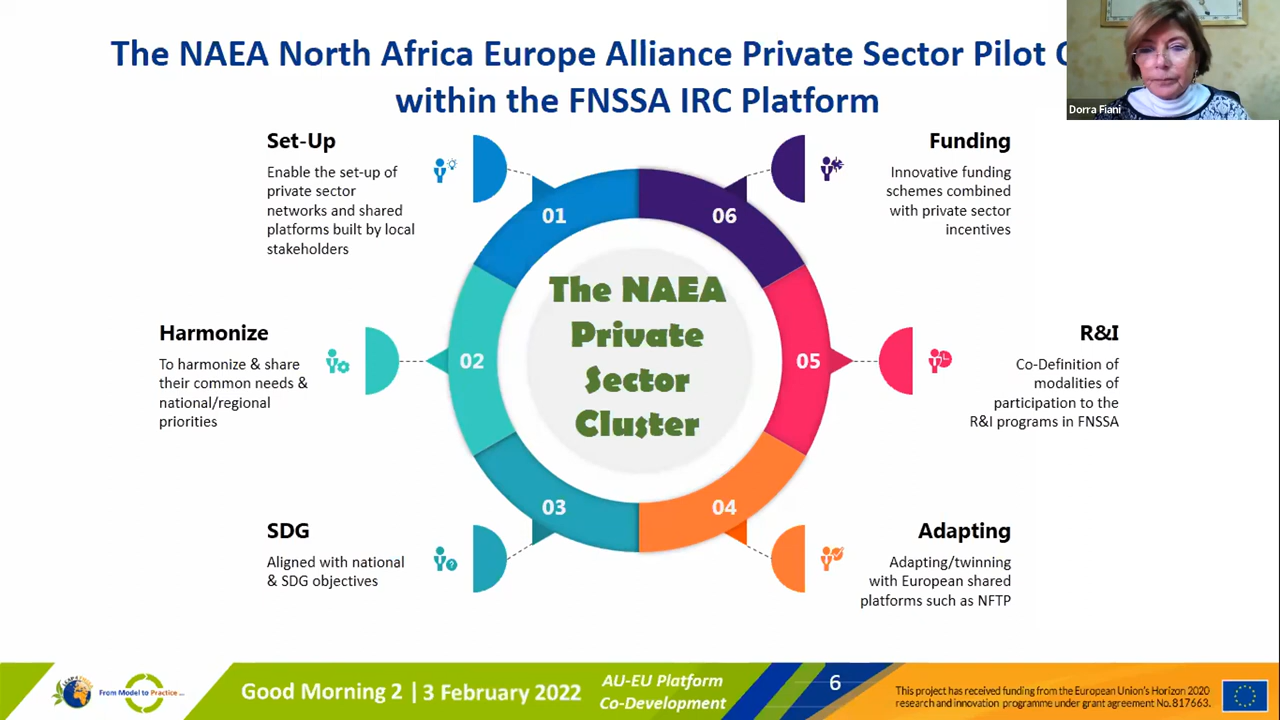 The NAEA North Africa Europe Alliance Private Sector Pilot
within the FNSSA IRC Platform
Dorra Fiani
Set-Up
Enable the set-up of
private sector
networks and shared
platforms built by local
stakeholders
Harmonize
To harmonize & share
their common needs &
national/regional
priorities
SDG
Aligned with national
& SDG objectives
01
02
03
04
05
06
The NAEA
Private
Sector
Cluster
Funding
Innovative funding
schemes combined
with private sector
incentives
R&I
Co-Definition of
modalities of
participation to the
R&I programs in FNSSA
Adapting
Adapting/twinning
with European shared
platforms such as NFTP
From Model to Practice ...
Good Morning 2 | 3 February 2022
AU-EU Platform
Co-Development
6
This project has received funding from the European Union's Horizon 2020
research and innovation programme under grant agreement No. 817663.